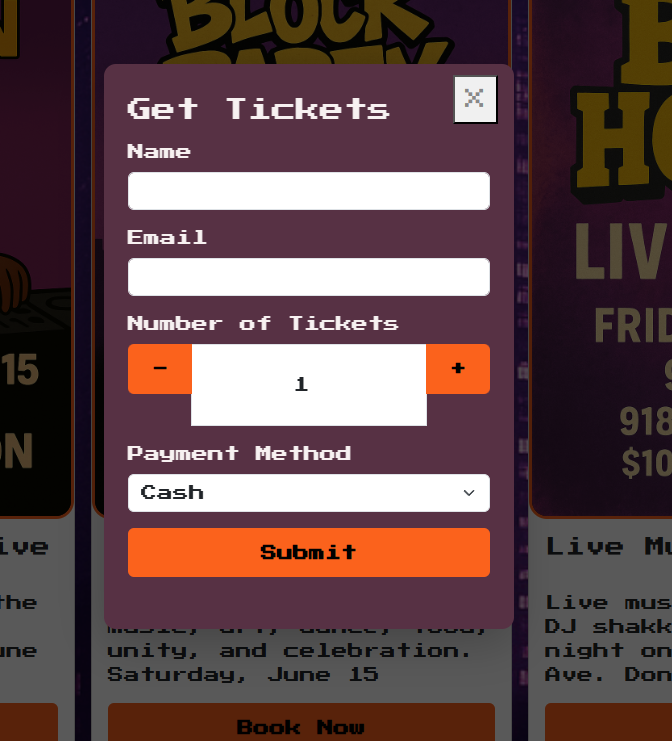 BLOCK
PARTY
Get Tickets
Name
Email
Number of Tickets
-
1
+
Payment Method
Cash
Submit
music, art, dance, food,
unity, and celebration.
Saturday, June 15
Book Now
15
ON
ive
the
une
LIV
FRID
9
918
$10
Live Mu
Live mus
DJ shakk
night on
Ave. Don